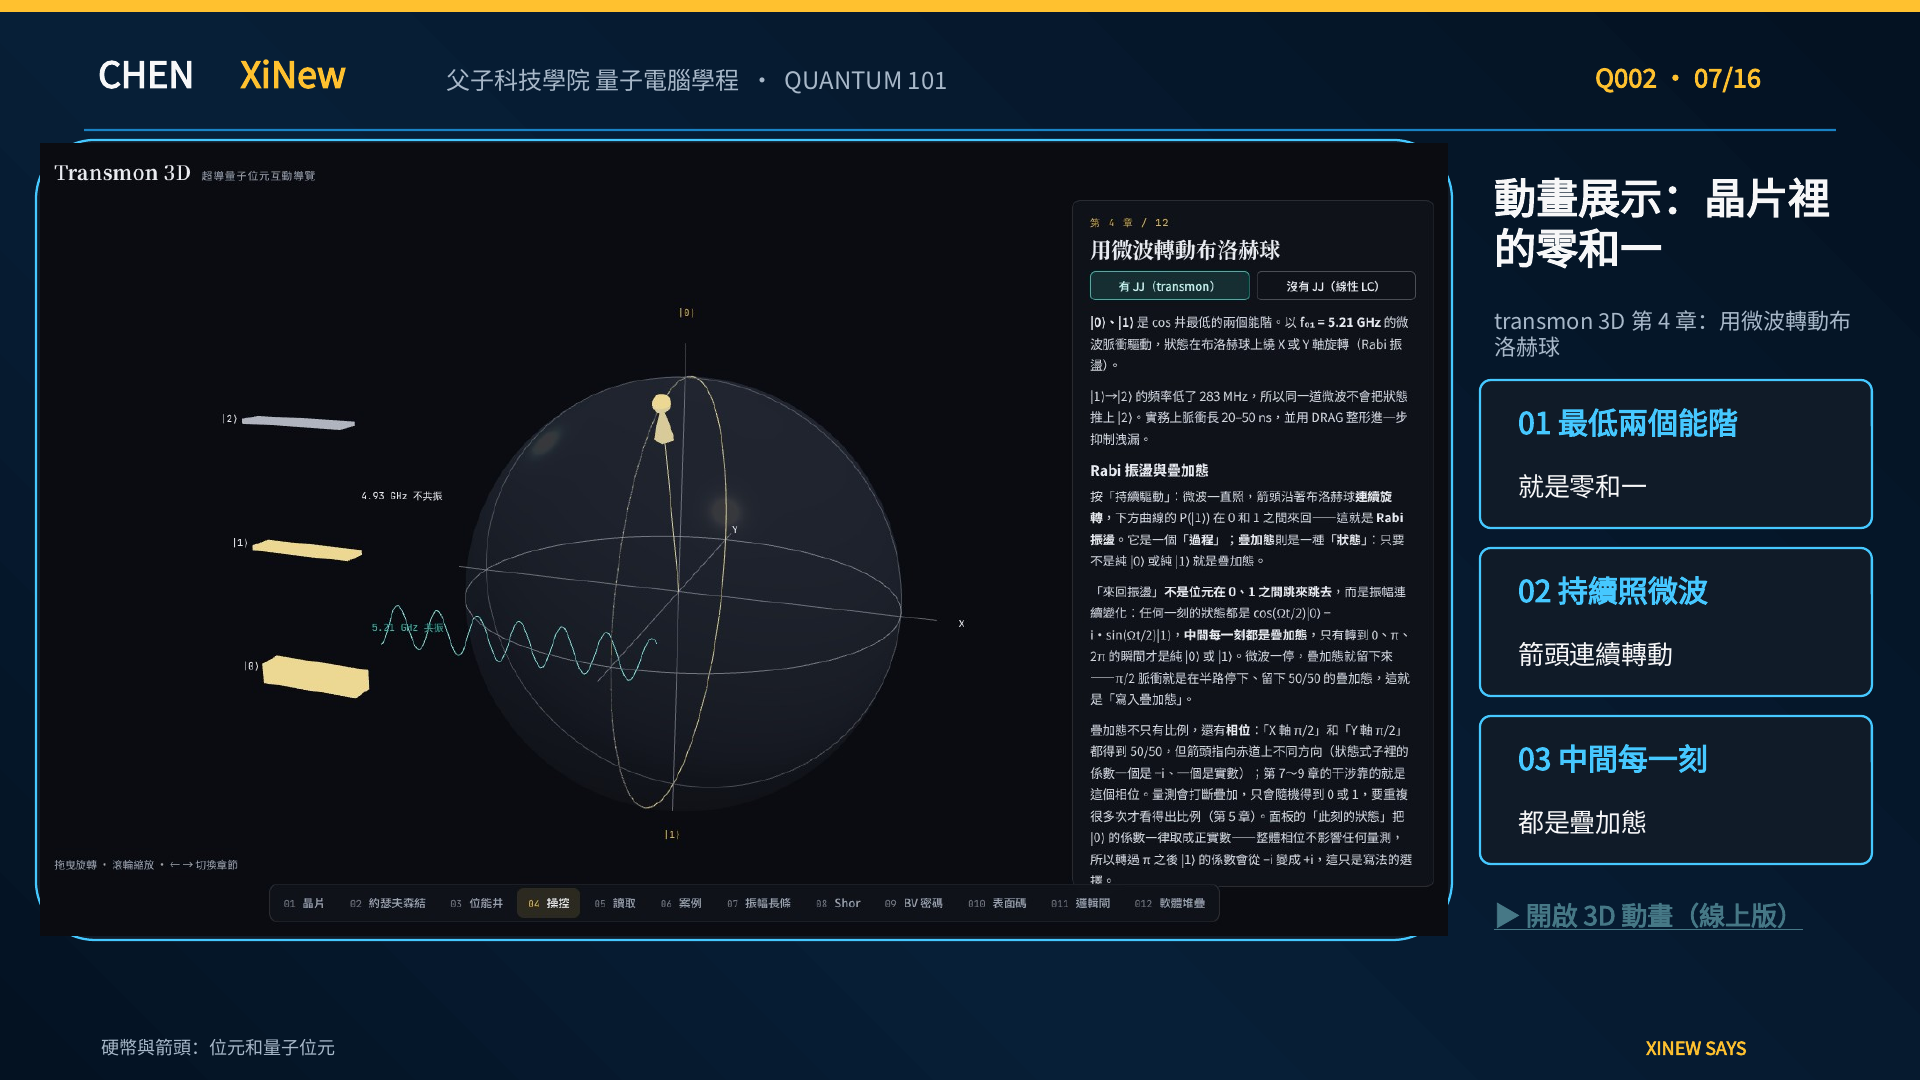 CHEN XiNew 父子科技學院 量子電腦學程 · QUANTUM 101
Q002 · 07/16
Transmon 3D 超導量子位元互動導覽
|0⟩
|2⟩
4.93 GHz 不共振
|1⟩
Y
5.21 GHz 共振
X
|0⟩
|1⟩
拖曳旋轉 · 滾輪縮放 · ←→ 切換章節
第 4 章 / 12
用微波轉動布洛赫球
有 JJ（transmon）
沒有 JJ（線性 LC）
|0⟩、|1⟩ 是 cos 井最低的兩個能階。以 f₀₁ = 5.21 GHz 的微
波脈衝驅動，狀態在布洛赫球上繞 X 或 Y 軸旋轉（Rabi 振
盪）。
|1⟩→|2⟩ 的頻率低了 283 MHz，所以同一道微波不會把狀態
推上 |2⟩。實務上脈衝長 20–50 ns，並用 DRAG 整形進一步
抑制洩漏。
Rabi 振盪與疊加態
按「持續驅動」：微波一直照，箭頭沿著布洛赫球連續旋
轉，下方曲線的 P(|1⟩) 在 0 和 1 之間來回——這就是 Rabi
振盪。它是一個「過程」；疊加態則是一種「狀態」：只要
不是純 |0⟩ 或純 |1⟩ 就是疊加態。
「來回振盪」不是位元在 0、1 之間跳來跳去，而是振幅連
續變化：任何一刻的狀態都是 cos(Ωt/2)|0⟩ −
i·sin(Ωt/2)|1⟩，中間每一刻都是疊加態，只有轉到 0、π、
2π 的瞬間才是純 |0⟩ 或 |1⟩。微波一停，疊加態就留下來
——π/2 脈衝就是在半路停下、留下 50/50 的疊加態，這就
是「寫入疊加態」。
疊加態不只有比例，還有相位：「X 軸 π/2」和「Y 軸 π/2」
都得到 50/50，但箭頭指向赤道上不同方向（狀態式子裡的
係數一個是 −i、一個是實數）；第 7～9 章的干涉靠的就是
這個相位。量測會打斷疊加，只會隨機得到 0 或 1，要重複
很多次才看得出比例（第 5 章）。面板的「此刻的狀態」把
|0⟩ 的係數一律取成正實數——整體相位不影響任何量測，
所以轉過 π 之後 |1⟩ 的係數會從 −i 變成 +i，這只是寫法的選
擇。
01 晶片 02 約瑟夫森結 03 位能井 04 操控 05 讀取 06 案例 07 振幅長條 08 Shor 09 BV 密碼 010 表面碼 011 邏輯閘 012 軟體堆疊
動畫展示：晶片裡
的零和一
transmon 3D 第 4 章：用微波轉動布
洛赫球
01 最低兩個能階
就是零和一
02 持續照微波
箭頭連續轉動
03 中間每一刻
都是疊加態
▶ 開啟 3D 動畫（線上版）
硬幣與箭頭：位元和量子位元
XINEW SAYS